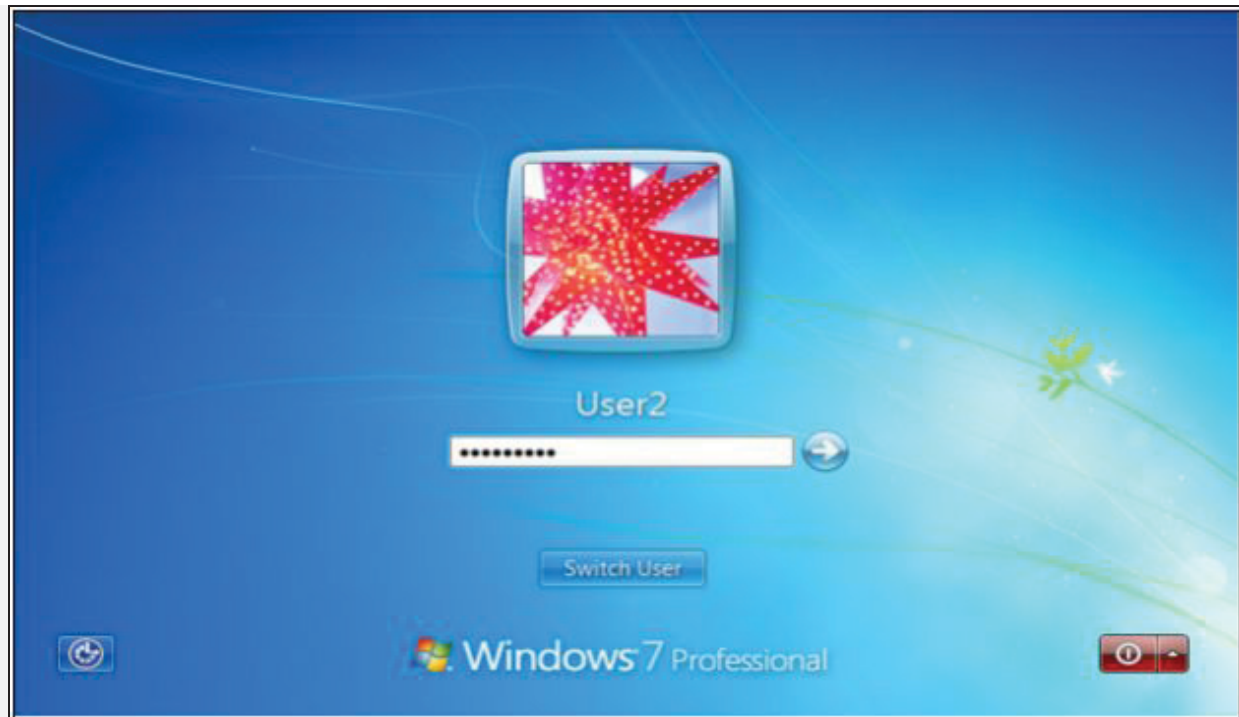 User2
•••••••••
Switch User
Windows 7 Professional